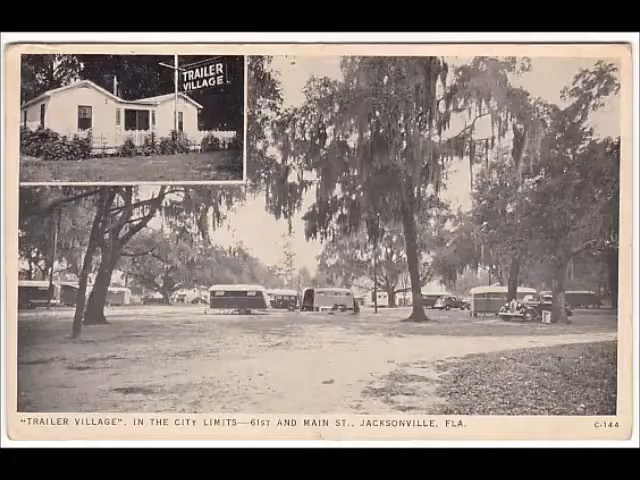 TRAILER
VILLAGE
"TRAILER VILLAGE", IN THE CITY LIMITS—61ST AND MAIN ST., JACKSONVILLE, FLA.
C-144